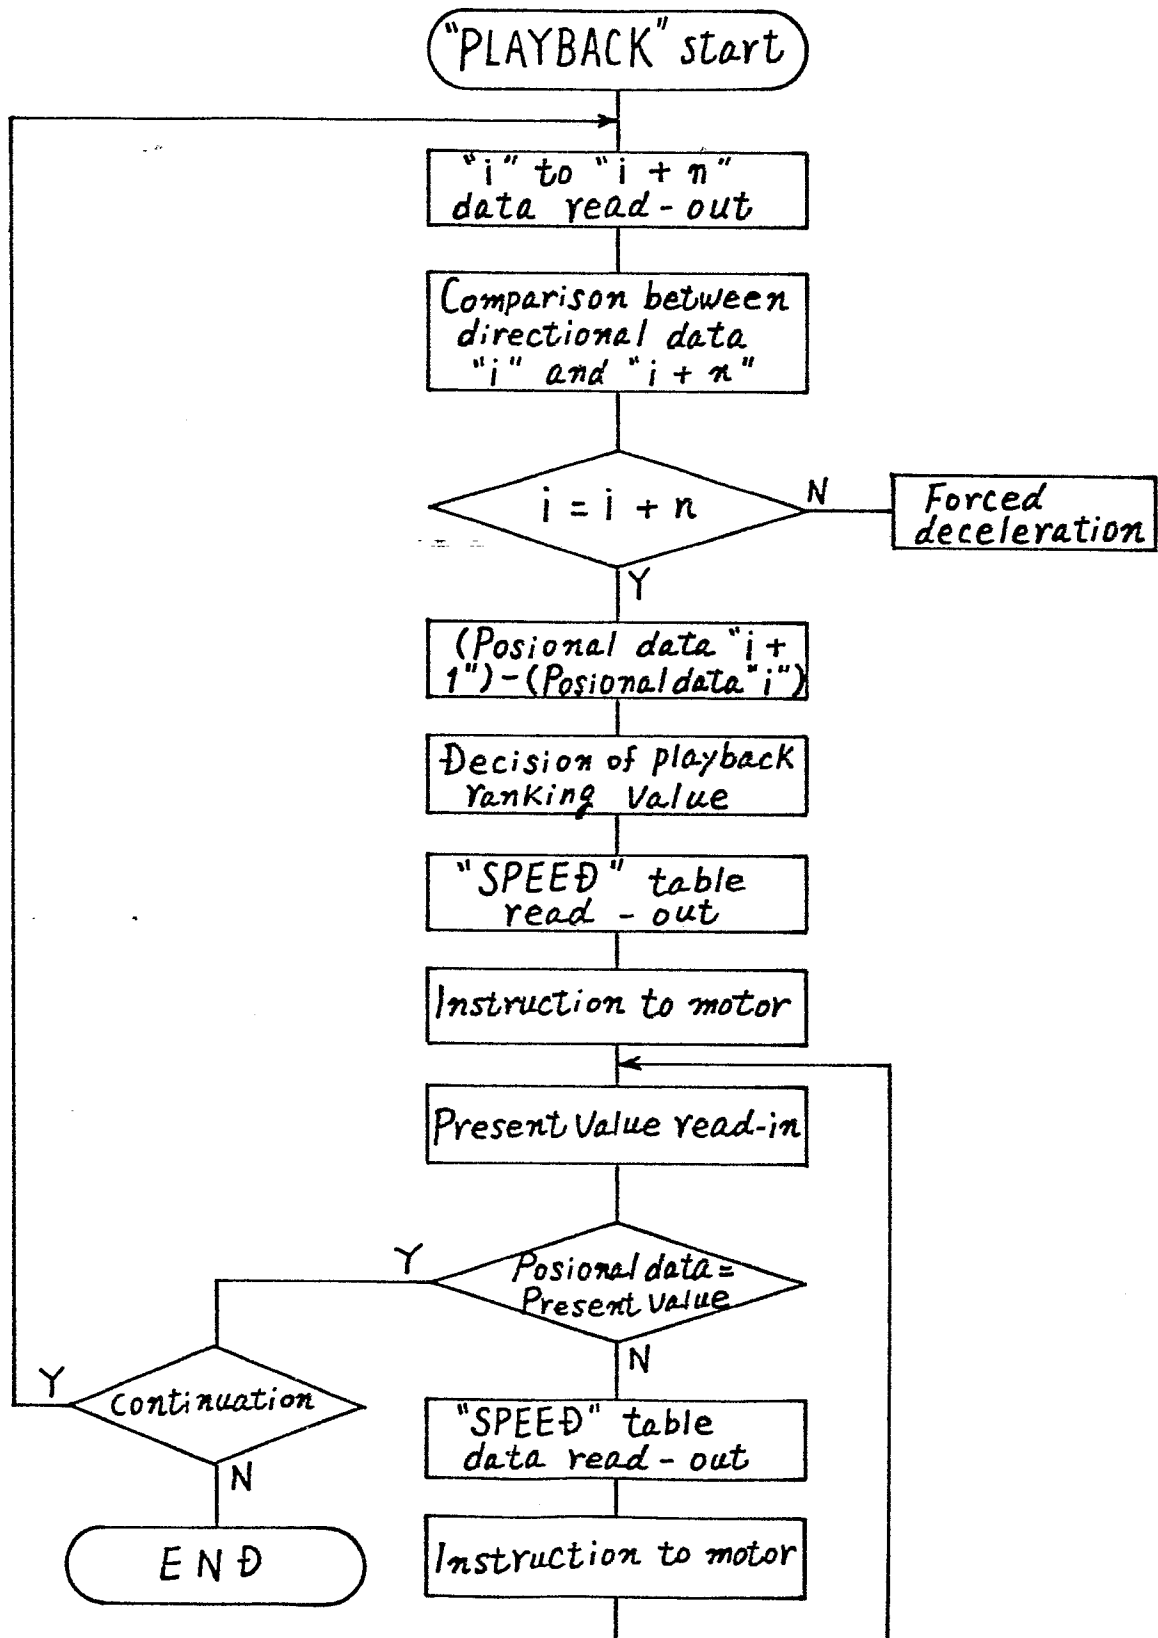 "PLAYBACK" start
"i" to "i + n"
data read-out
Comparison between
directional data
"i" and "i + n"
i = i + n
N
Forced
deceleration
Y
(Posional data "i +
1")-(Posional data "i")
Decision of playback
ranking value
"SPEED" table
read - out
Instruction to motor
Present Value read-in
Y
Posional data =
Present Value
N
Y
Continuation
"SPEED" table
data read - out
N
END
Instruction to motor